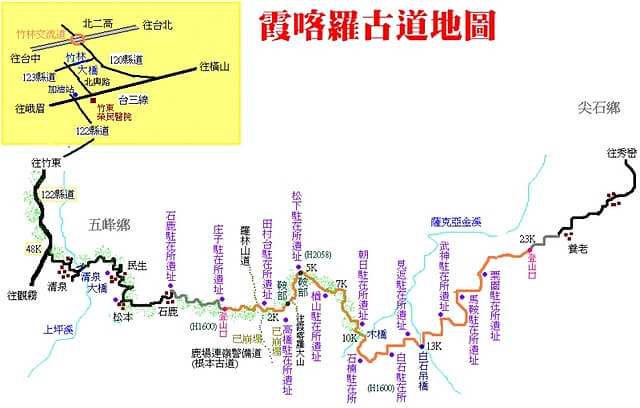 霞喀羅古道地圖
北二高
往台北
竹林交流道
往台中
竹林
大橋
120縣道
123縣道
往橫山
北興路
加油站
台三線
往峨眉
竹東
榮民醫院
122縣道
往竹東
尖石鄉
往秀巒
122縣道
五峰鄉
石鹿駐在所遺址
庄子駐在所遺址
羅林山道
田村台駐在所遺址
松下駐在所遺址
(H2058)
薩克亞金溪
23K
登山口
養老
48K
清泉
清泉
大橋
民生
松本
石鹿
往觀霧
上坪溪
(H1600)
登山口
2K
鞍部
鞍部
5K
7K
楢山駐在所遺址
朝日駐在所遺址
見返駐在所遺址
武神駐在所遺址
馬鞍駐在所遺址
粟園駐在所遺址
已崩塌
已崩塌
高橋駐在所遺址
往霞喀羅大山
鹿場連嶺警備道
(根本古道)
10K
木橋
石楠駐在所遺址
(H1600)
白石駐在所遺址
13K
白石吊橋